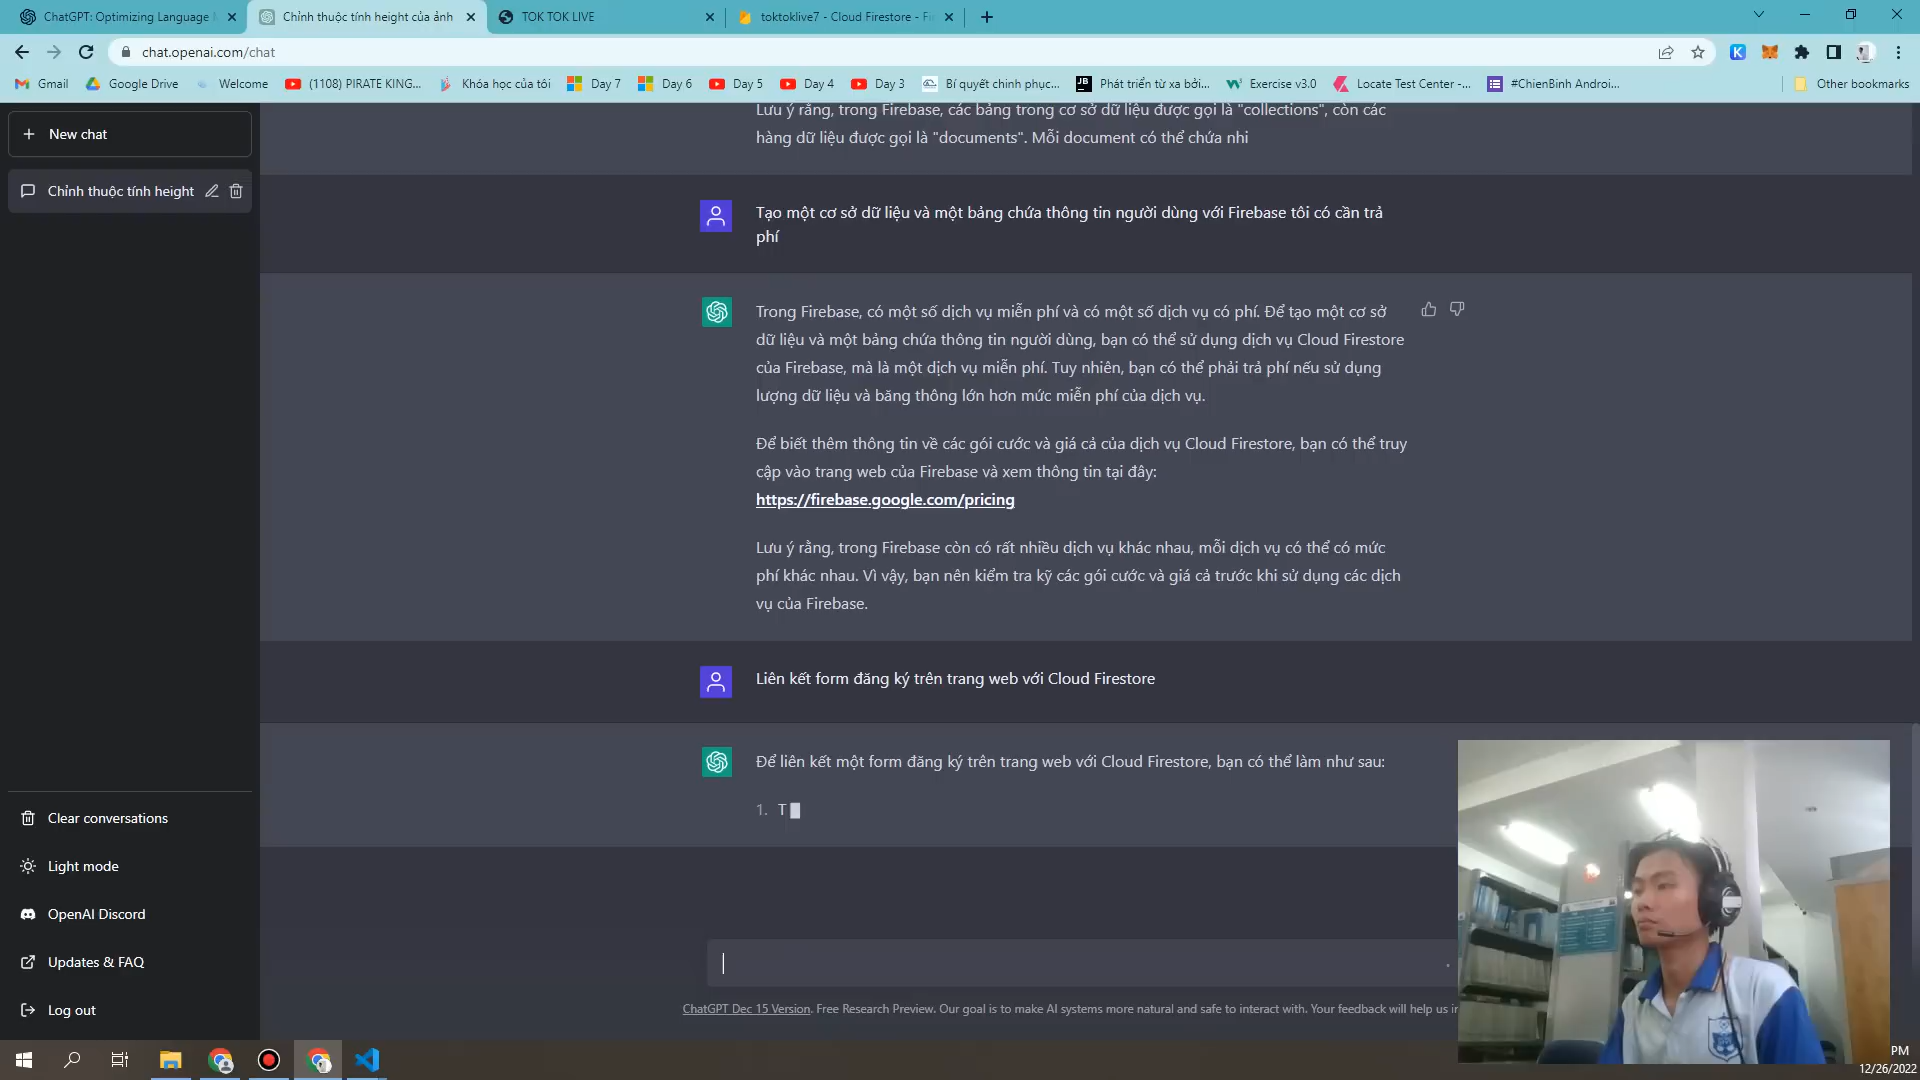 ChatGPT: Optimizing Language
Chỉnh thuộc tính height của ảnh
TOK TOK LIVE
toktoklive7 - Cloud Firestore - Fi
chat.openai.com/chat
Gmail
Google Drive
Welcome
(1108) PIRATE KING...
Khóa học của tôi
Day 7
Day 6
Day 5
Day 4
Day 3
Bí quyết chinh phục...
Phát triển từ xa bởi...
Exercise v3.0
Locate Test Center -...
#ChienBinh Androi...
Other bookmarks
New chat
Chỉnh thuộc tính height
Lưu ý rằng, trong Firebase, các bảng trong cơ sở dữ liệu được gọi là "collections", còn các
hàng dữ liệu được gọi là "documents". Mỗi document có thể chứa nhi
Tạo một cơ sở dữ liệu và một bảng chứa thông tin người dùng với Firebase tôi có cần trả
phí
Trong Firebase, có một số dịch vụ miễn phí và có một số dịch vụ có phí. Để tạo một cơ sở
dữ liệu và một bảng chứa thông tin người dùng, bạn có thể sử dụng dịch vụ Cloud Firestore
của Firebase, mà là một dịch vụ miễn phí. Tuy nhiên, bạn có thể phải trả phí nếu sử dụng
lượng dữ liệu và băng thông lớn hơn mức miễn phí của dịch vụ.
Để biết thêm thông tin về các gói cước và giá cả của dịch vụ Cloud Firestore, bạn có thể truy
cập vào trang web của Firebase và xem thông tin tại đây:
https://firebase.google.com/pricing
Lưu ý rằng, trong Firebase còn có rất nhiều dịch vụ khác nhau, mỗi dịch vụ có thể có mức
phí khác nhau. Vì vậy, bạn nên kiểm tra kỹ các gói cước và giá cả trước khi sử dụng các dịch
vụ của Firebase.
Liên kết form đăng ký trên trang web với Cloud Firestore
Để liên kết một form đăng ký trên trang web với Cloud Firestore, bạn có thể làm như sau:
1. T
Clear conversations
Light mode
OpenAI Discord
Updates & FAQ
Log out
ChatGPT Dec 15 Version. Free Research Preview. Our goal is to make AI systems more natural and safe to interact with. Your feedback will help us i
PM
12/26/2022